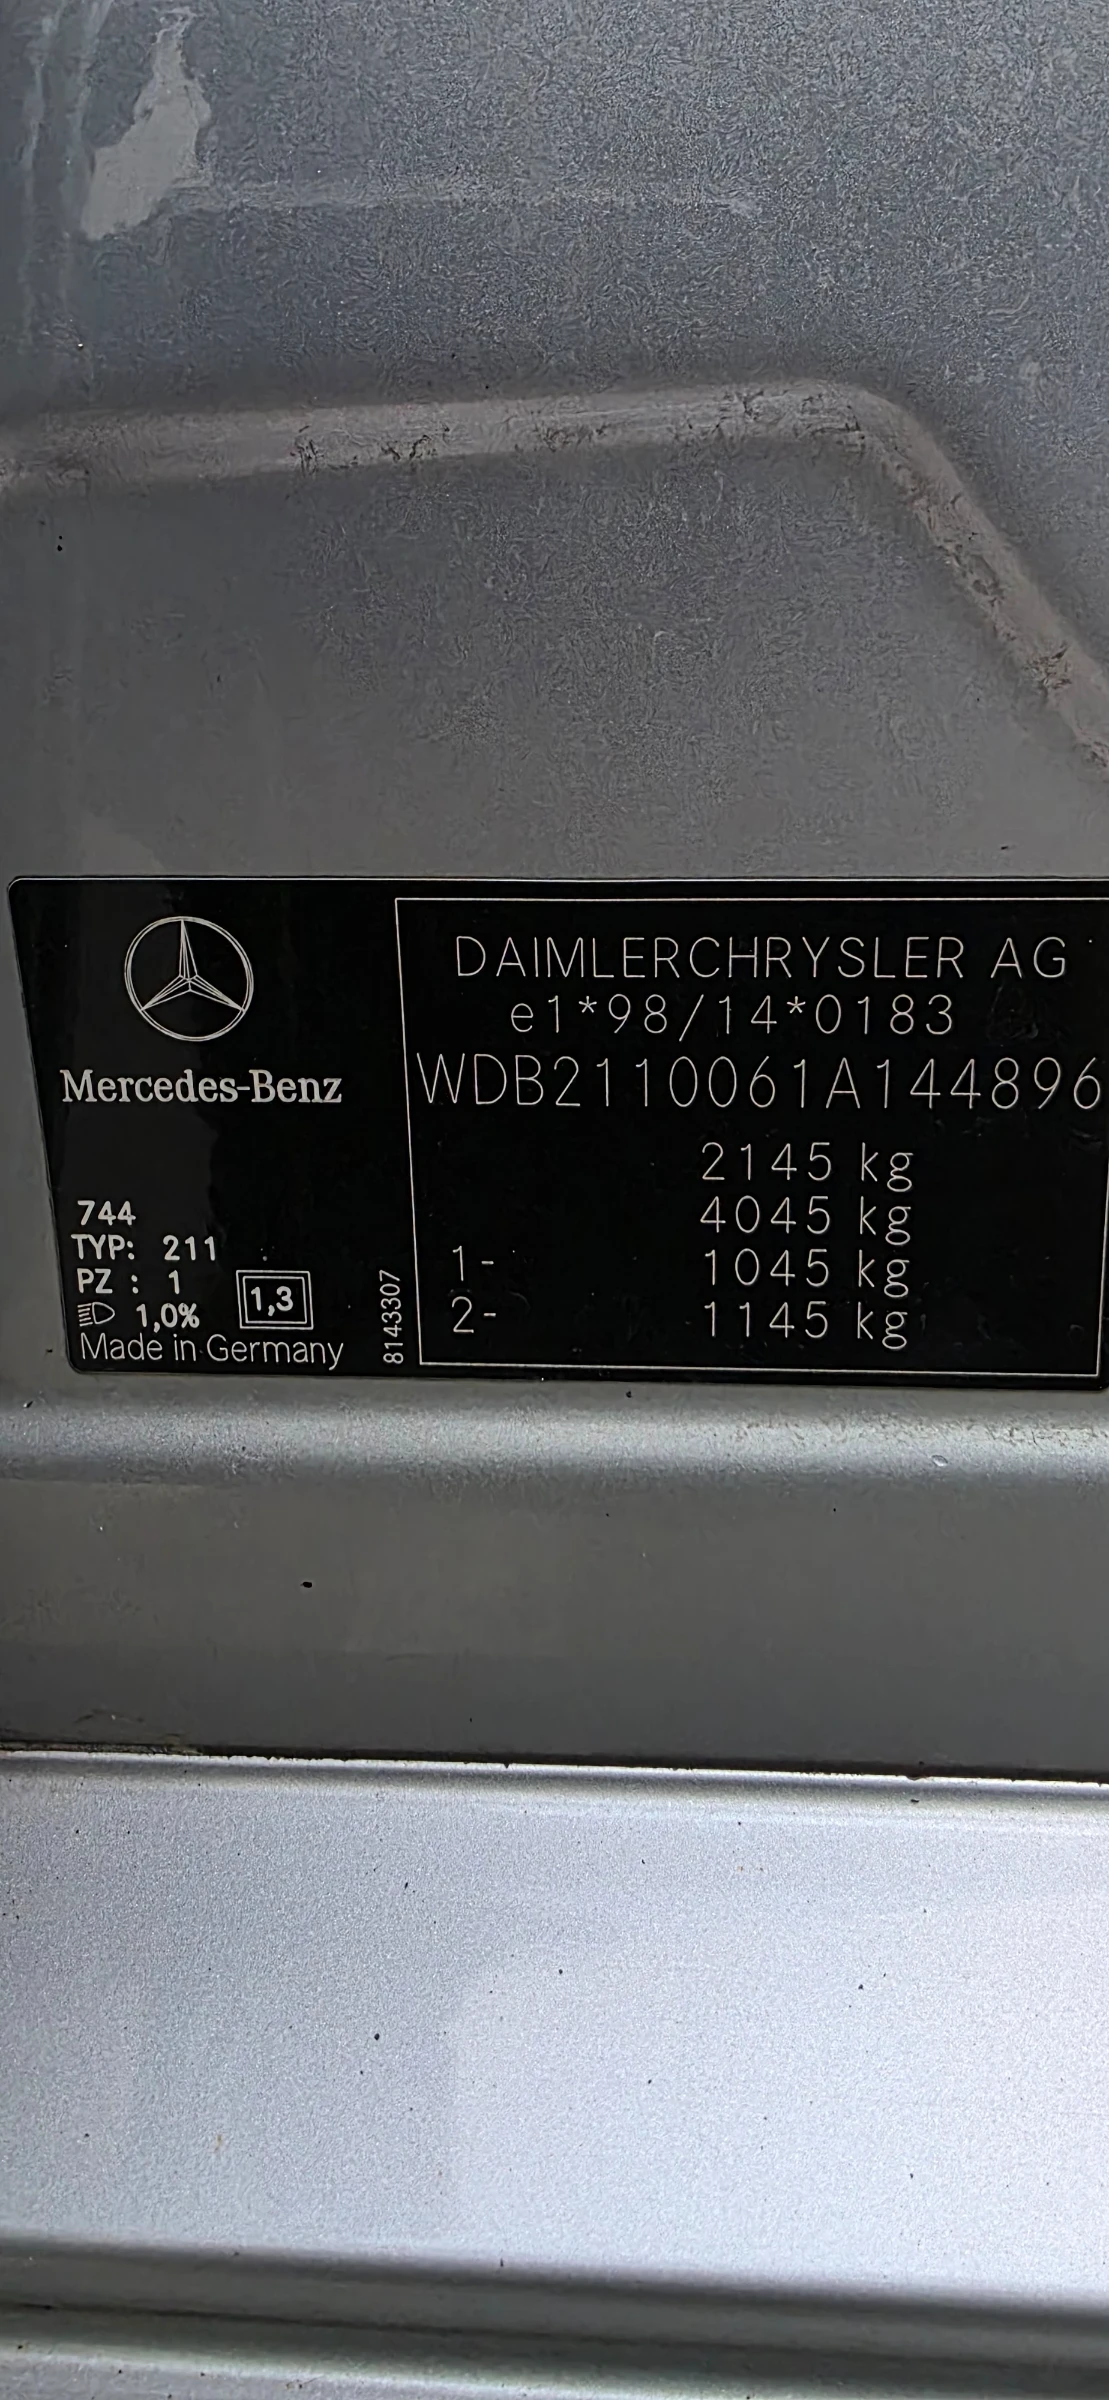 Mercedes-Benz
744
TYP: 211
PZ : 1
1,0%
1,3
Made in Germany
8143307
DAIMLERCHRYSLER AG
e1*98/14*0183
WDB2110061A144896
2145 kg
4045 kg
1- 1045 kg
2- 1145 kg